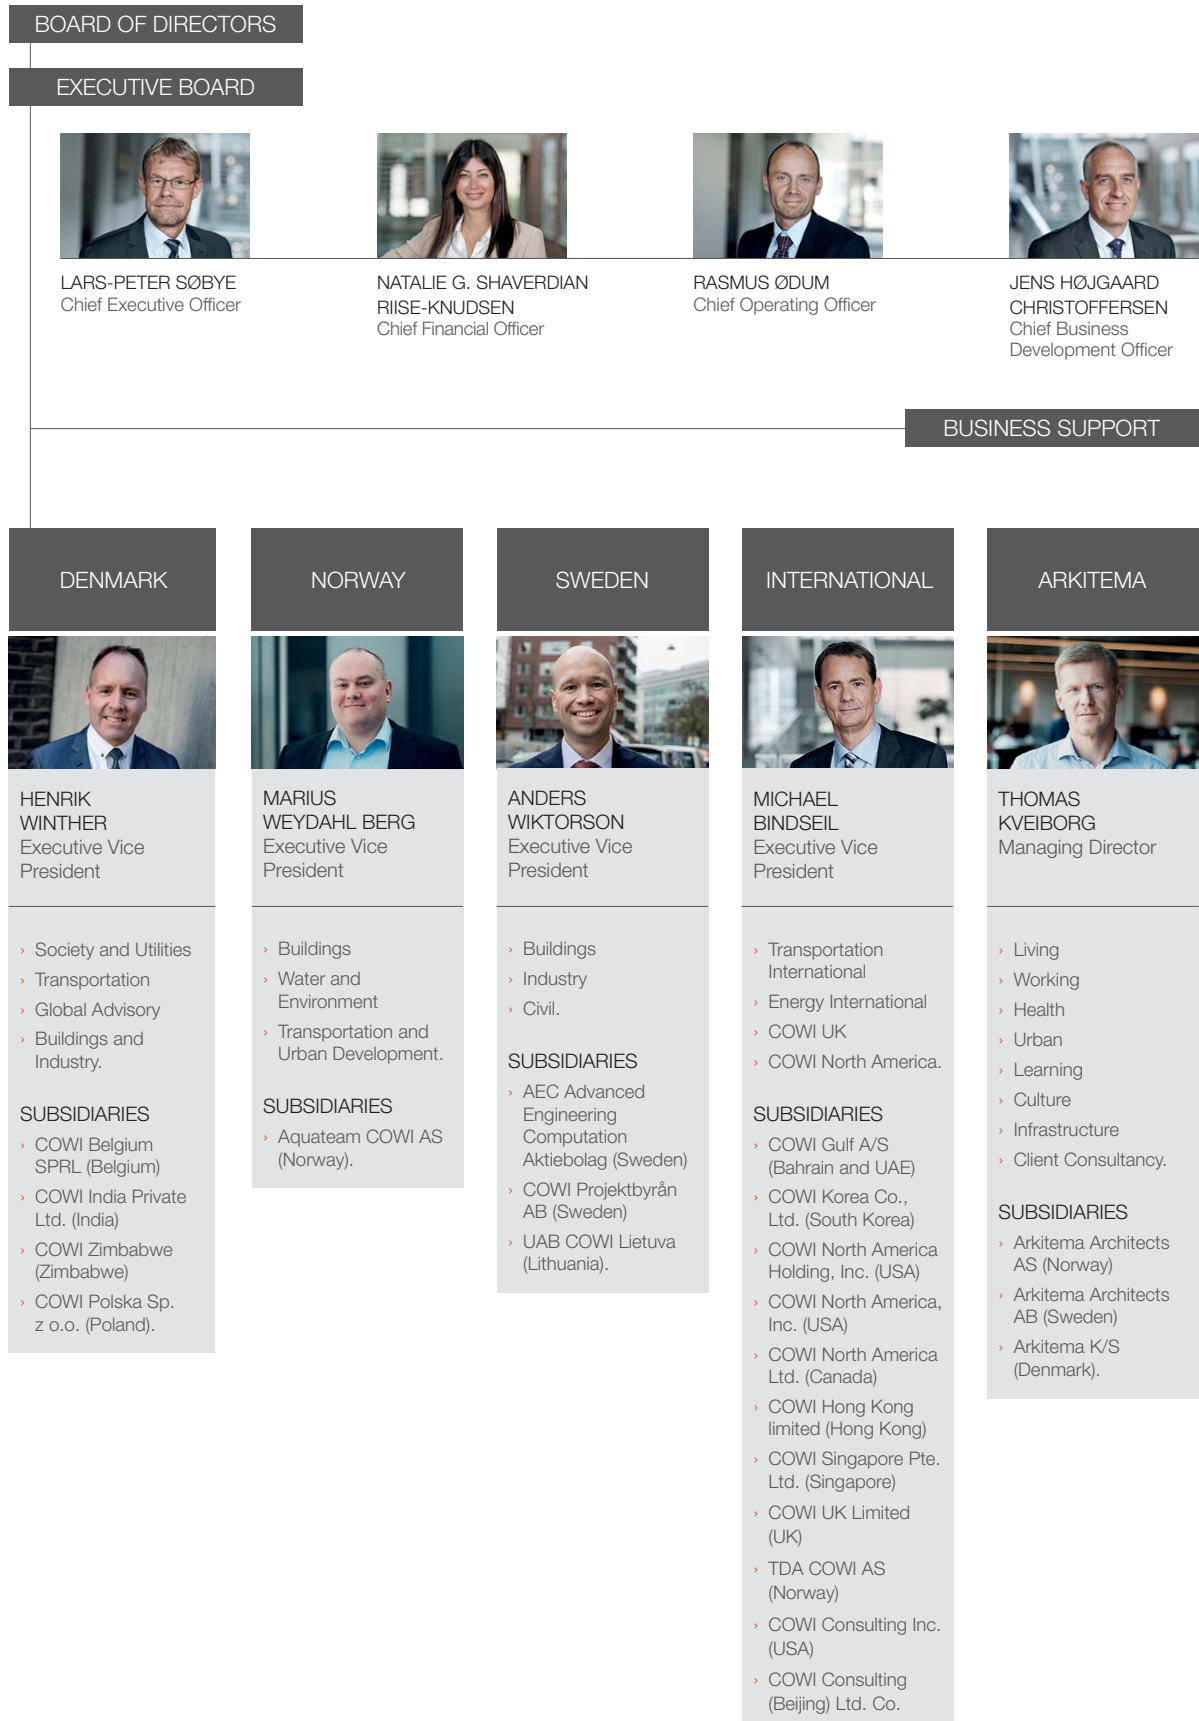 BOARD OF DIRECTORS
EXECUTIVE BOARD
LARS-PETER SØBYE
Chief Executive Officer
NATALIE G. SHAVERDIAN
RIISE-KNUDSEN
Chief Financial Officer
RASMUS ØDUM
Chief Operating Officer
JENS HØJGAARD
CHRISTOFFERSEN
Chief Business
Development Officer
BUSINESS SUPPORT
DENMARK
HENRIK
WINTHER
Executive Vice
President
› Society and Utilities
› Transportation
› Global Advisory
› Buildings and
Industry.
SUBSIDIARIES
› COWI Belgium
SPRL (Belgium)
› COWI India Private
Ltd. (India)
› COWI Zimbabwe
(Zimbabwe)
› COWI Polska Sp.
z o.o. (Poland).
NORWAY
MARIUS
WEYDAHL BERG
Executive Vice
President
› Buildings
› Water and
Environment
› Transportation and
Urban Development.
SUBSIDIARIES
› Aquateam COWI AS
(Norway).
SWEDEN
ANDERS
WIKTORSON
Executive Vice
President
› Buildings
› Industry
› Civil.
SUBSIDIARIES
› AEC Advanced
Engineering
Computation
Aktiebolag (Sweden)
› COWI Projektbyrån
AB (Sweden)
› UAB COWI Lietuva
(Lithuania).
INTERNATIONAL
MICHAEL
BINDSEIL
Executive Vice
President
› Transportation
International
› Energy International
› COWI UK
› COWI North America.
SUBSIDIARIES
› COWI Gulf A/S
(Bahrain and UAE)
› COWI Korea Co.,
Ltd. (South Korea)
› COWI North America
Holding, Inc. (USA)
› COWI North America,
Inc. (USA)
› COWI North America
Ltd. (Canada)
› COWI Hong Kong
limited (Hong Kong)
› COWI Singapore Pte.
Ltd. (Singapore)
› COWI UK Limited
(UK)
› TDA COWI AS
(Norway)
› COWI Consulting Inc.
(USA)
› COWI Consulting
(Beijing) Ltd. Co.
ARKITEMA
THOMAS
KVEIBORG
Managing Director
› Living
› Working
› Health
› Urban
› Learning
› Culture
› Infrastructure
› Client Consultancy.
SUBSIDIARIES
› Arkitema Architects
AS (Norway)
› Arkitema Architects
AB (Sweden)
› Arkitema K/S
(Denmark).